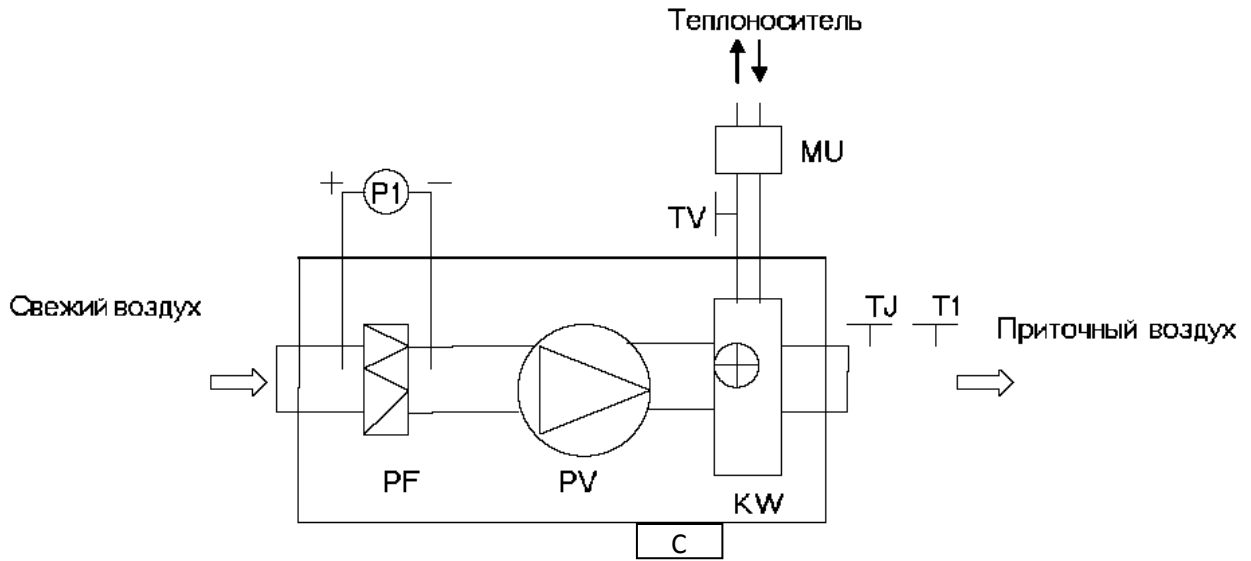 Теплоноситель
MU
+ P1 −
TV
Свежий воздух
TJ T1
Приточный воздух
PF
PV
KW
C